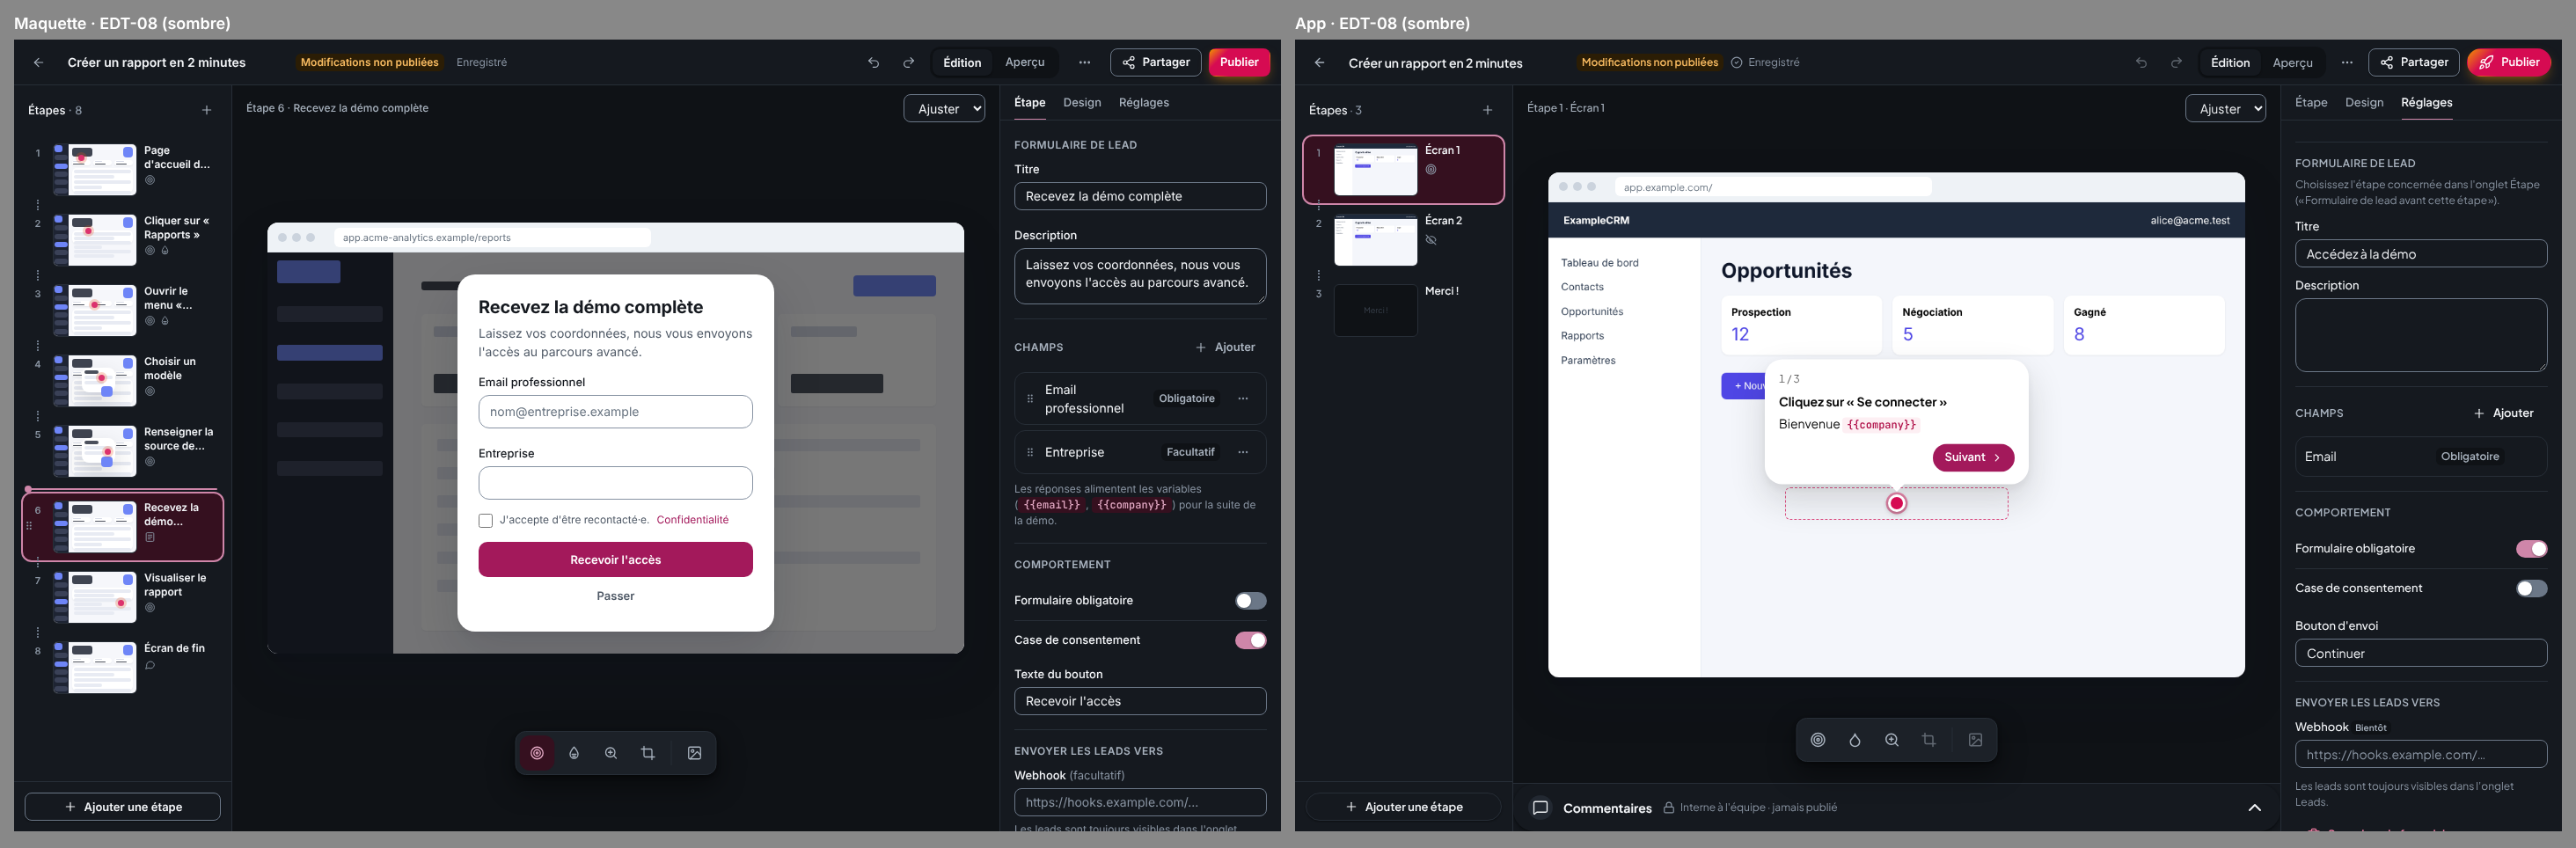 Maquette · EDT-08 (sombre)
Créer un rapport en 2 minutes
Modifications non publiées
Enregistré
Édition
Aperçu
Partager
Publier
Étapes · 8
1
Page
d'accueil d…
2
Cliquer sur «
Rapports »
3
Ouvrir le
menu «…
4
Choisir un
modèle
5
Renseigner la
source de…
6
Recevez la
démo…
7
Visualiser le
rapport
8
Écran de fin
Ajouter une étape
Étape 6 · Recevez la démo complète
Ajuster
app.acme-analytics.example/reports
Recevez la démo complète
Laissez vos coordonnées, nous vous envoyons
l'accès au parcours avancé.
Email professionnel
nom@entreprise.example
Entreprise
J'accepte d'être recontacté·e. Confidentialité
Recevoir l'accès
Passer
Étape
Design
Réglages
FORMULAIRE DE LEAD
Titre
Recevez la démo complète
Description
Laissez vos coordonnées, nous vous
envoyons l'accès au parcours avancé.
CHAMPS
Ajouter
Email
professionnel
Obligatoire
Entreprise
Facultatif
Les réponses alimentent les variables
( {{email}} , {{company}} ) pour la suite de
la démo.
COMPORTEMENT
Formulaire obligatoire
Case de consentement
Texte du bouton
Recevoir l'accès
ENVOYER LES LEADS VERS
Webhook (facultatif)
https://hooks.example.com/…
Les leads sont toujours visibles dans l'onglet
App · EDT-08 (sombre)
Créer un rapport en 2 minutes
Modifications non publiées
Enregistré
Édition
Aperçu
Partager
Publier
Étapes · 3
1
Écran 1
2
Écran 2
3
Merci !
Merci !
Ajouter une étape
Étape 1 · Écran 1
Ajuster
app.example.com/
ExampleCRM
alice@acme.test
Tableau de bord
Contacts
Opportunités
Rapports
Paramètres
Opportunités
Prospection
12
Négociation
5
Gagné
8
+ Nouv
1 / 3
Cliquez sur « Se connecter »
Bienvenue {{company}}
Suivant
Commentaires
Interne à l'équipe · jamais publié
Étape
Design
Réglages
FORMULAIRE DE LEAD
Choisissez l'étape concernée dans l'onglet Étape
(« Formulaire de lead avant cette étape »).
Titre
Accédez à la démo
Description
CHAMPS
Ajouter
Email
Obligatoire
COMPORTEMENT
Formulaire obligatoire
Case de consentement
Bouton d'envoi
Continuer
ENVOYER LES LEADS VERS
Webhook Bientôt
https://hooks.example.com/…
Les leads sont toujours visibles dans l'onglet
Leads.